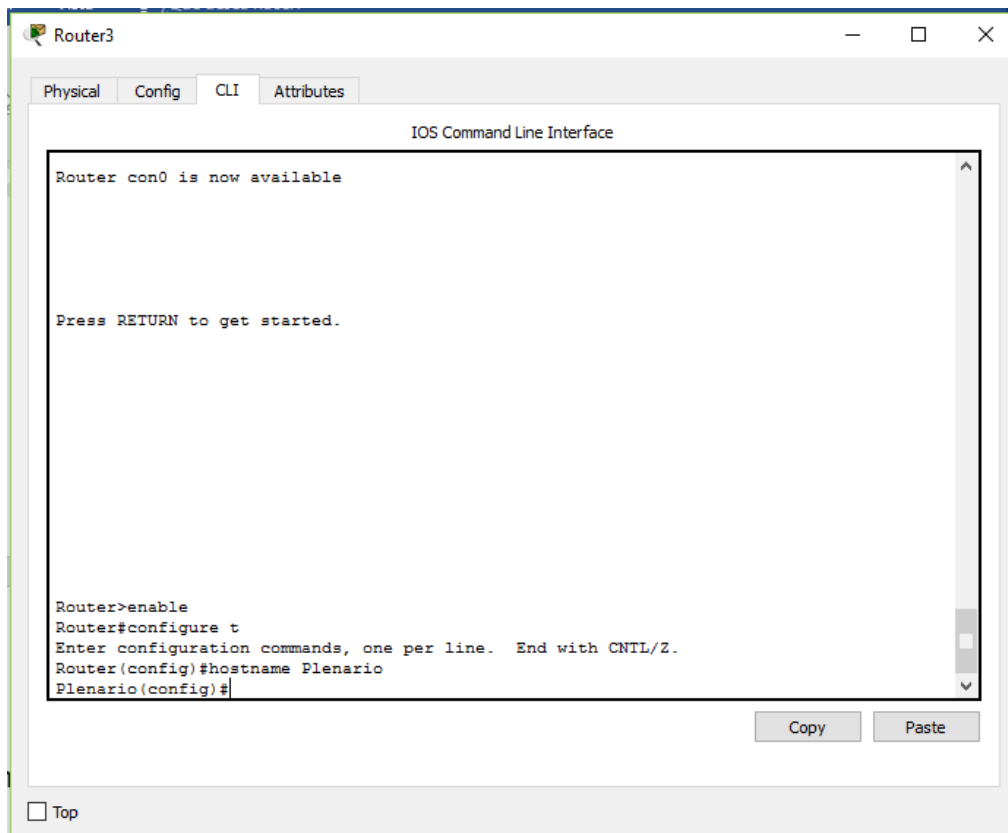 Router3
Physical Config CLI Attributes
IOS Command Line Interface
Router con0 is now available
Press RETURN to get started.
Router>enable
Router#configure t
Enter configuration commands, one per line.  End with CNTL/Z.
Router(config)#hostname Plenario
Plenario(config)#
Copy Paste
Top